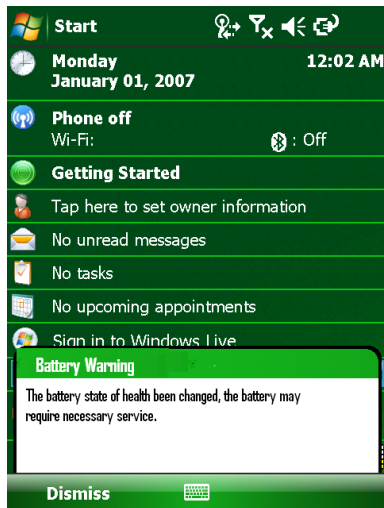 Start
Monday 12:02 AM
January 01, 2007
Phone off
Wi-Fi: : Off
Getting Started
Tap here to set owner information
No unread messages
No tasks
No upcoming appointments
Sign in to Windows Live
Battery Warning
The battery state of health been changed, the battery may
require necessary service.
Dismiss